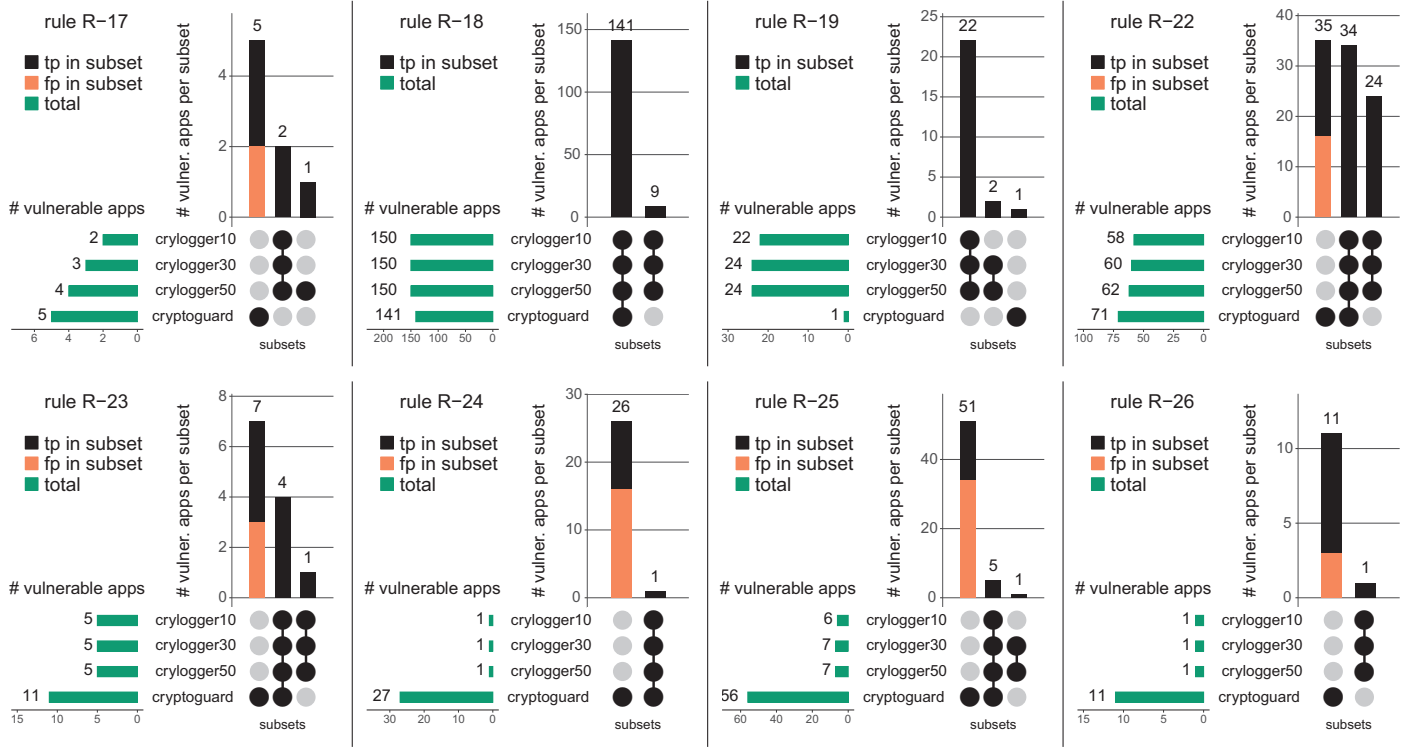 rule R−17
tp in subset
fp in subset
total
# vulner. apps per subset
4
2
0
5
2
1
# vulnerable apps
2 crylogger10
3 crylogger30
4 crylogger50
5 cryptoguard
6 4 2 0
subsets
rule R−18
tp in subset
total
# vulner. apps per subset
150
100
50
0
141
9
# vulnerable apps
150 crylogger10
150 crylogger30
150 crylogger50
141 cryptoguard
200 150 100 50 0
subsets
rule R−19
tp in subset
total
# vulner. apps per subset
25
20
15
10
5
0
22
2
1
# vulnerable apps
22 crylogger10
24 crylogger30
24 crylogger50
1 cryptoguard
30 20 10 0
subsets
rule R−22
tp in subset
fp in subset
total
# vulner. apps per subset
40
30
20
10
0
35
34
24
# vulnerable apps
58 crylogger10
60 crylogger30
62 crylogger50
71 cryptoguard
100 75 50 25 0
subsets
rule R−23
tp in subset
fp in subset
total
# vulner. apps per subset
8
6
4
2
0
7
4
1
# vulnerable apps
5 crylogger10
5 crylogger30
5 crylogger50
11 cryptoguard
15 10 5 0
subsets
rule R−24
tp in subset
fp in subset
total
# vulner. apps per subset
30
20
10
0
26
1
# vulnerable apps
1 crylogger10
1 crylogger30
1 crylogger50
27 cryptoguard
30 20 10 0
subsets
rule R−25
tp in subset
fp in subset
total
# vulner. apps per subset
40
20
0
51
5
1
# vulnerable apps
6 crylogger10
7 crylogger30
7 crylogger50
56 cryptoguard
60 40 20 0
subsets
rule R−26
tp in subset
fp in subset
total
# vulner. apps per subset
10
5
0
11
1
# vulnerable apps
1 crylogger10
1 crylogger30
1 crylogger50
11 cryptoguard
15 10 5 0
subsets